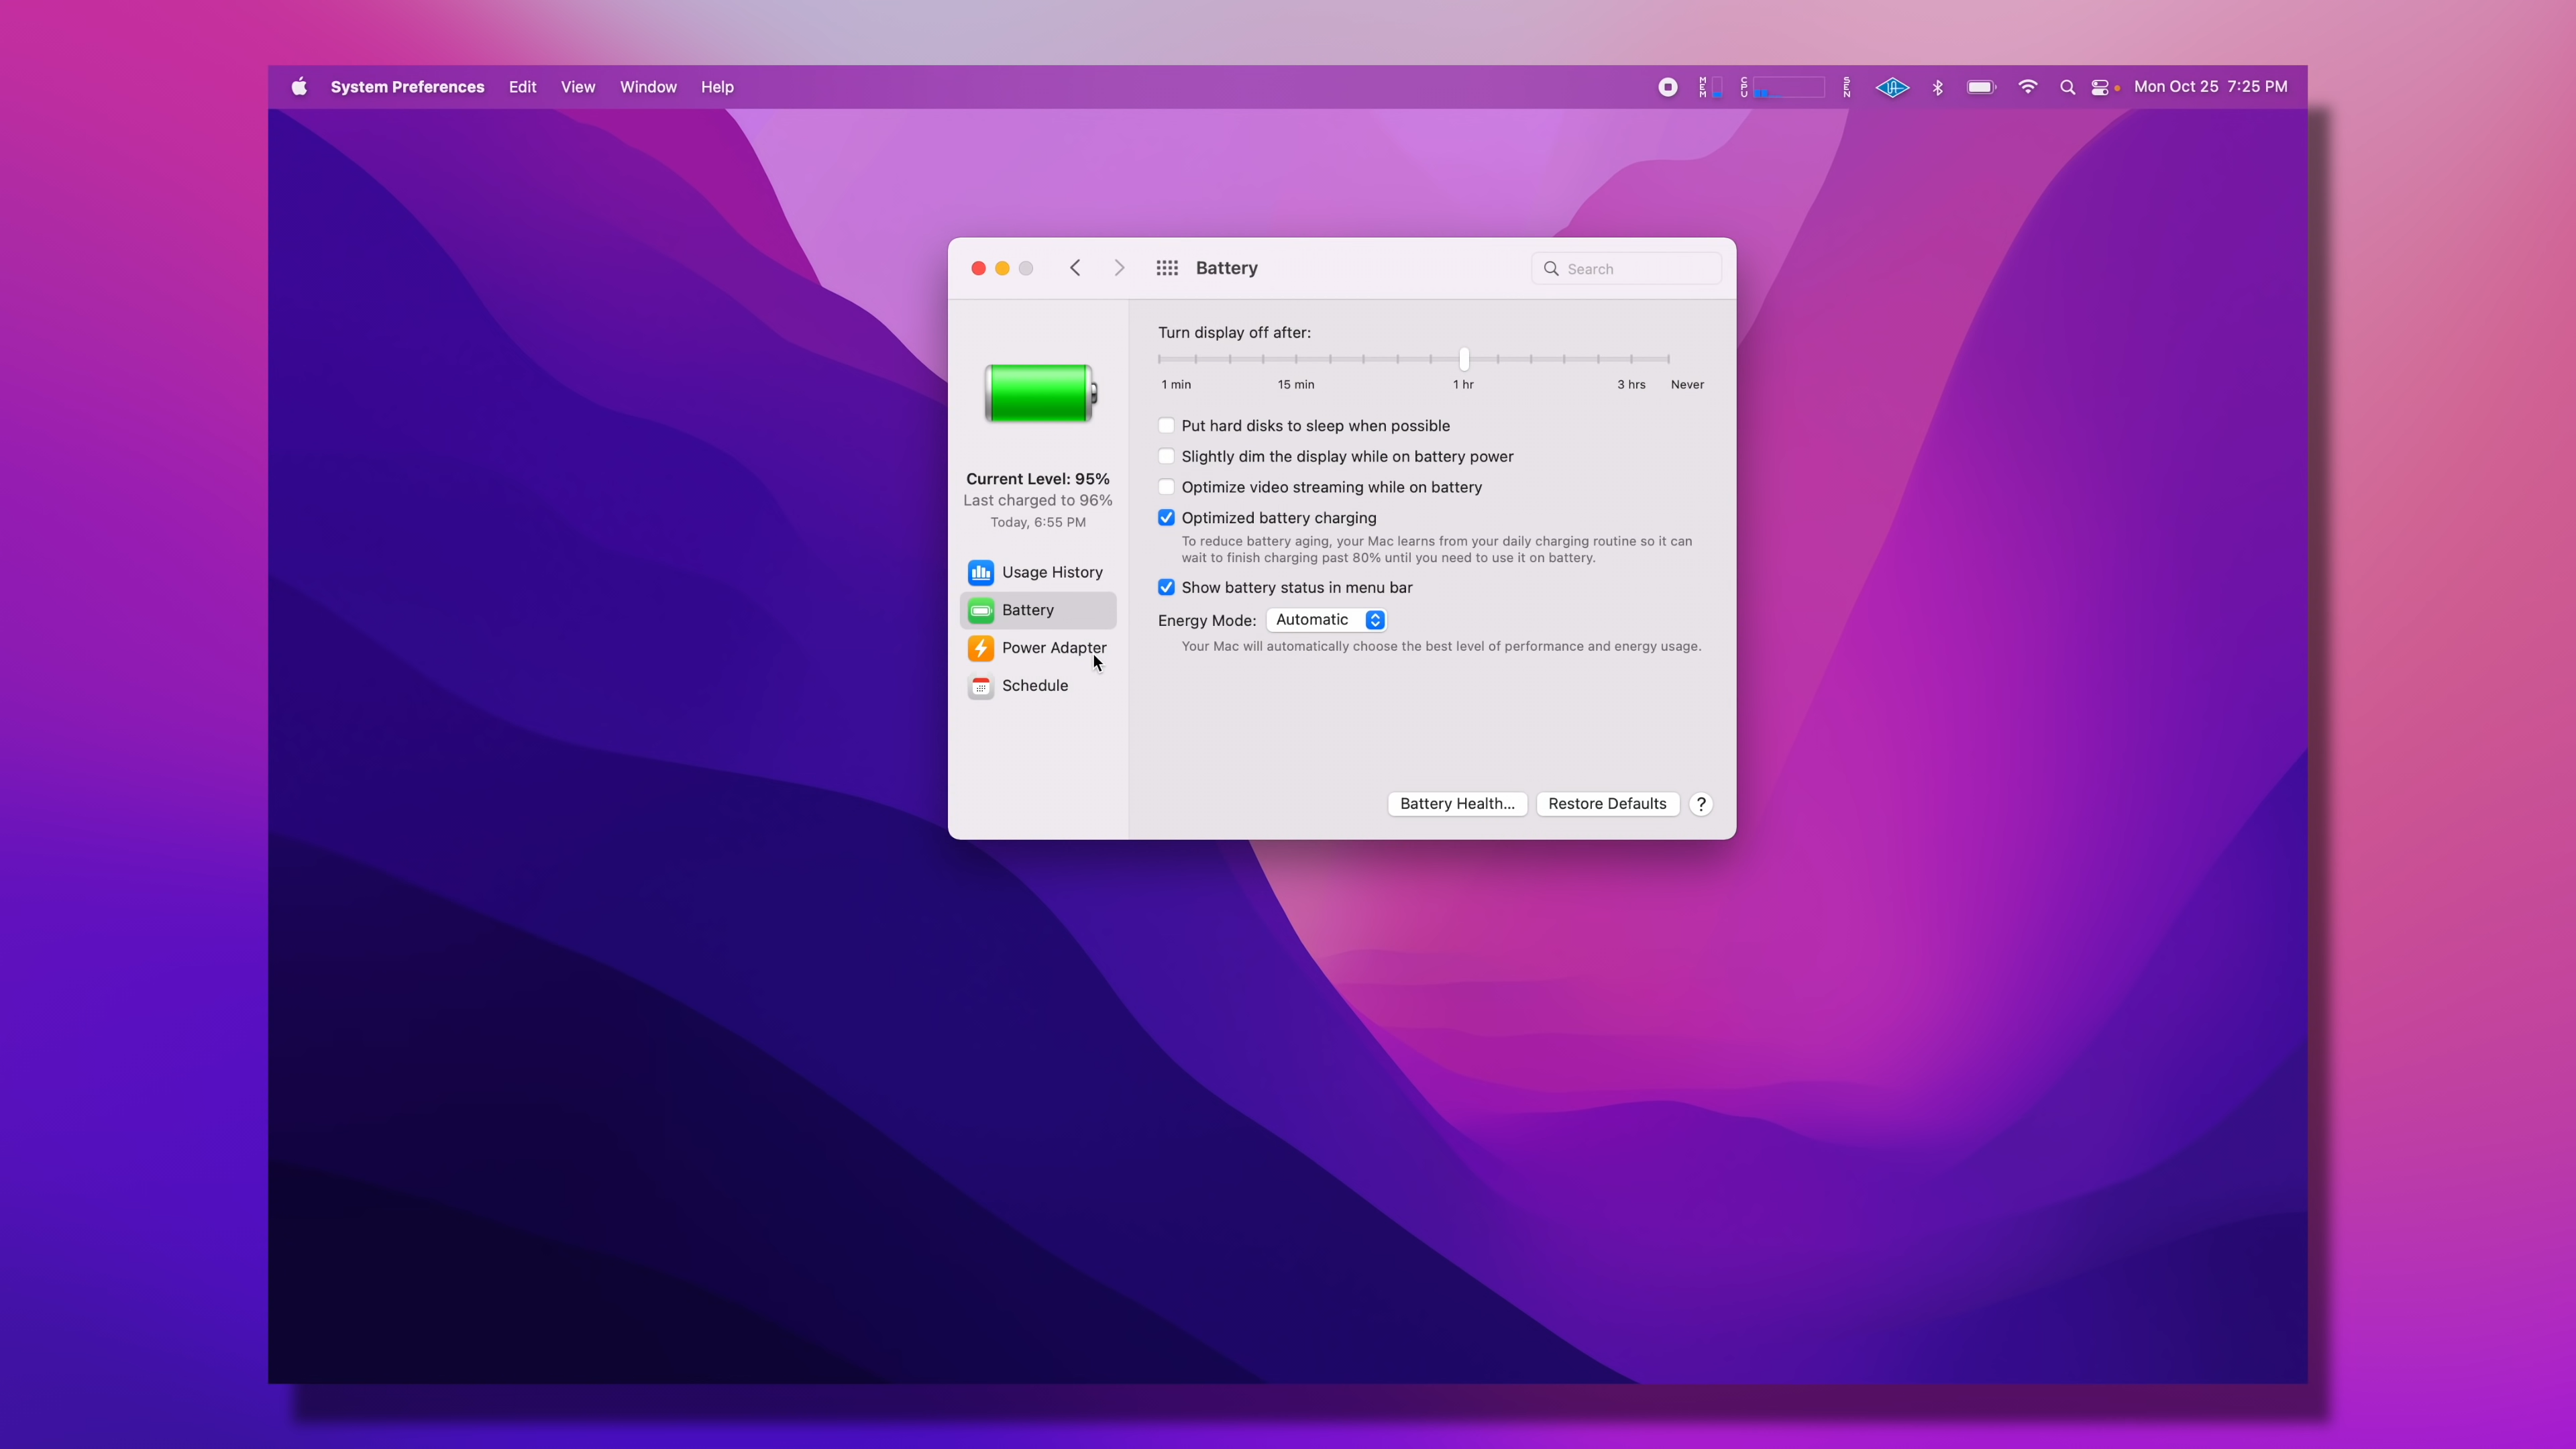 System Preferences Edit View Window Help MEM CPU SEN Mon Oct 25 7:25 PM
Battery Search
Turn display off after:
1 min 15 min 1 hr 3 hrs Never
Put hard disks to sleep when possible
Slightly dim the display while on battery power
Optimize video streaming while on battery
Optimized battery charging
To reduce battery aging, your Mac learns from your daily charging routine so it can
wait to finish charging past 80% until you need to use it on battery.
Show battery status in menu bar
Energy Mode: Automatic
Your Mac will automatically choose the best level of performance and energy usage.
Current Level: 95%
Last charged to 96%
Today, 6:55 PM
Usage History
Battery
Power Adapter
Schedule
Battery Health... Restore Defaults ?